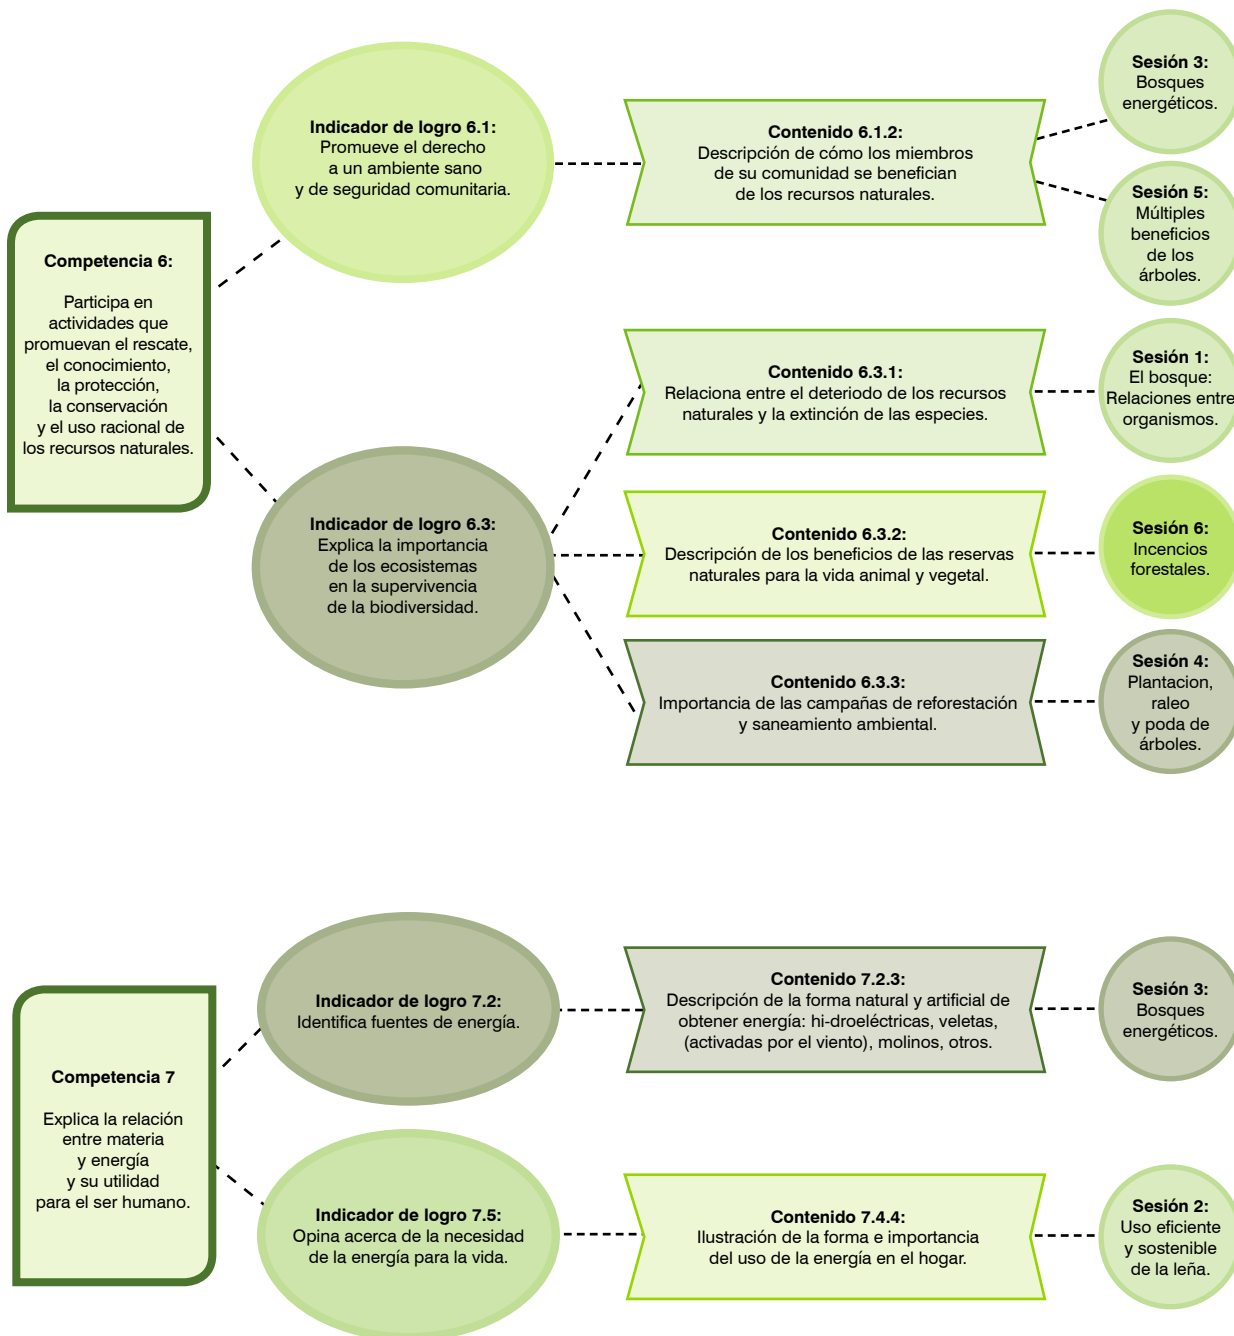 Competencia 6:
Participa en
actividades que
promuevan el rescate,
el conocimiento,
la protección,
la conservación
y el uso racional de
los recursos naturales.
Indicador de logro 6.1:
Promueve el derecho
a un ambiente sano
y de seguridad comunitaria.
Contenido 6.1.2:
Descripción de cómo los miembros
de su comunidad se benefician
de los recursos naturales.
Sesión 3:
Bosques
energéticos.
Sesión 5:
Múltiples
beneficios
de los
árboles.
Indicador de logro 6.3:
Explica la importancia
de los ecosistemas
en la supervivencia
de la biodiversidad.
Contenido 6.3.1:
Relaciona entre el deteriodo de los recursos
naturales y la extinción de las especies.
Sesión 1:
El bosque:
Relaciones entre
organismos.
Contenido 6.3.2:
Descripción de los beneficios de las reservas
naturales para la vida animal y vegetal.
Sesión 6:
Incencios
forestales.
Contenido 6.3.3:
Importancia de las campañas de reforestación
y saneamiento ambiental.
Sesión 4:
Plantacion,
raleo
y poda de
árboles.
Competencia 7
Explica la relación
entre materia
y energía
y su utilidad
para el ser humano.
Indicador de logro 7.2:
Identifica fuentes de energía.
Contenido 7.2.3:
Descripción de la forma natural y artificial de
obtener energía: hi-droeléctricas, veletas,
(activadas por el viento), molinos, otros.
Sesión 3:
Bosques
energéticos.
Indicador de logro 7.5:
Opina acerca de la necesidad
de la energía para la vida.
Contenido 7.4.4:
Ilustración de la forma e importancia
del uso de la energía en el hogar.
Sesión 2:
Uso eficiente
y sostenible
de la leña.